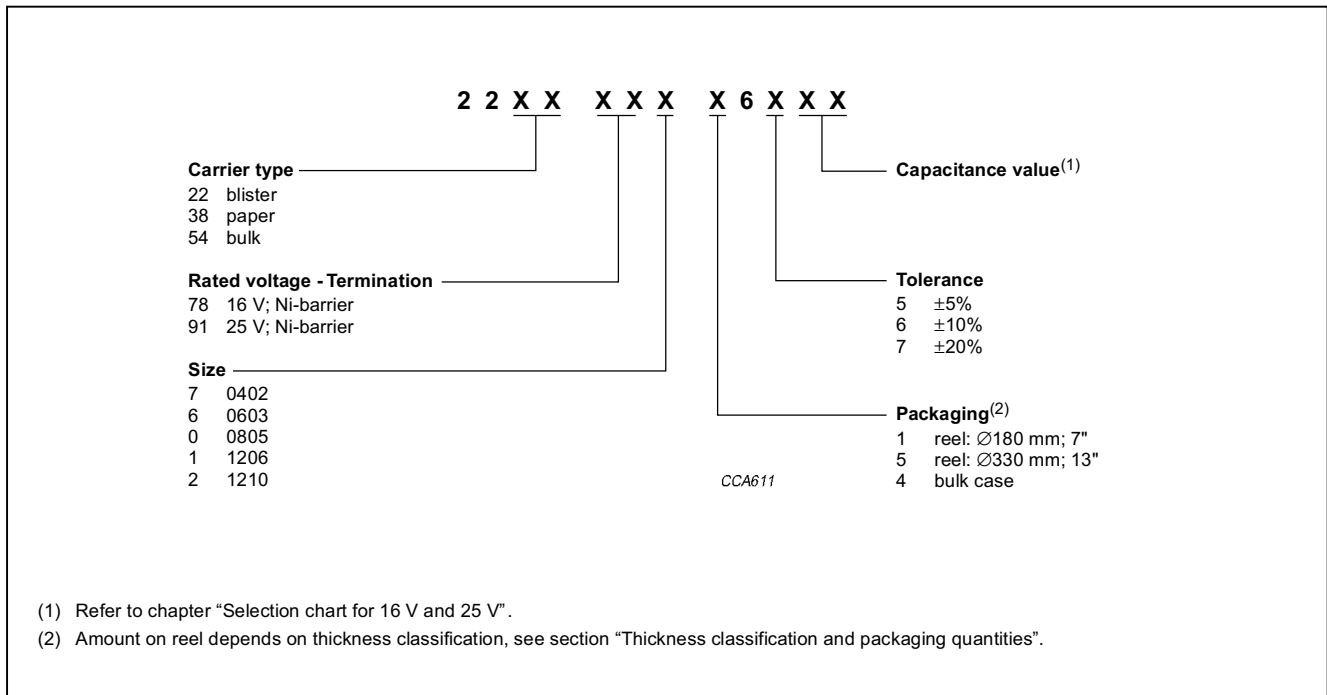 2 2 X X X X X X 6 X X X
Carrier type
22 blister
38 paper
54 bulk
Rated voltage - Termination
78 16 V; Ni-barrier
91 25 V; Ni-barrier
Size
7 0402
6 0603
0 0805
1 1206
2 1210
Capacitance value(1)
Tolerance
5 ±5%
6 ±10%
7 ±20%
Packaging(2)
1 reel: ∅180 mm; 7"
5 reel: ∅330 mm; 13"
4 bulk case
CCA611
(1) Refer to chapter “Selection chart for 16 V and 25 V”.
(2) Amount on reel depends on thickness classification, see section “Thickness classification and packaging quantities”.